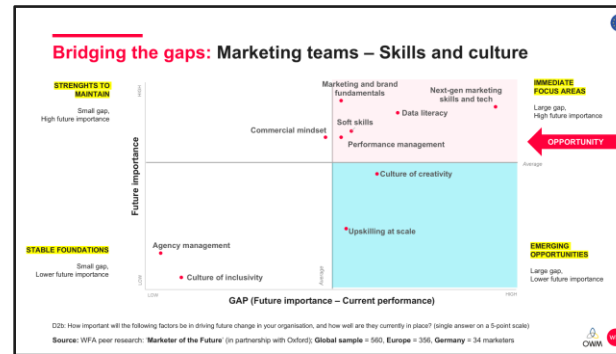 Bridging the gaps: Marketing teams – Skills and culture
STRENGHTS TO
MAINTAIN
Small gap,
High future importance
HIGH
Marketing and brand
fundamentals
Next-gen marketing
skills and tech
Data literacy
Soft skills
Commercial mindset
Performance management
IMMEDIATE
FOCUS AREAS
Large gap,
High future importance
OPPORTUNITY
Average
Future importance
Culture of creativity
Upskilling at scale
STABLE FOUNDATIONS
Small gap,
Lower future importance
Agency management
Culture of inclusivity
Average
EMERGING
OPPORTUNITIES
Large gap,
Lower future importance
LOW
LOW
HIGH
GAP (Future importance – Current performance)
D2b: How important will the following factors be in driving future change in your organisation, and how well are they currently in place? (single answer on a 5-point scale)
Source: WFA peer research: 'Marketer of the Future' (in partnership with Oxford); Global sample = 560, Europe = 356, Germany = 34 marketers
OWM